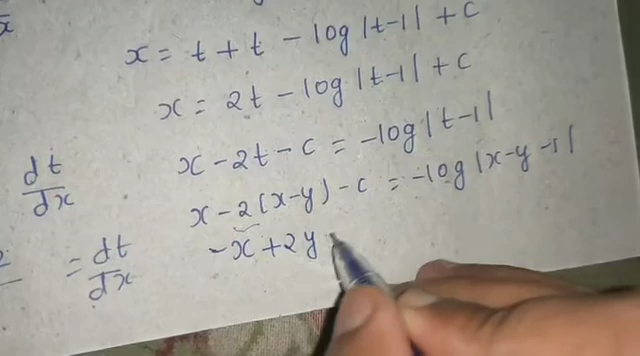 x = t + t - log|t-1| + c
x = 2t - log|t-1| + c
x - 2t - c = -log|t-1|
dt
dx
x - 2(x-y) - c = -log|x-y-1|
-x + 2y
= dt
dx